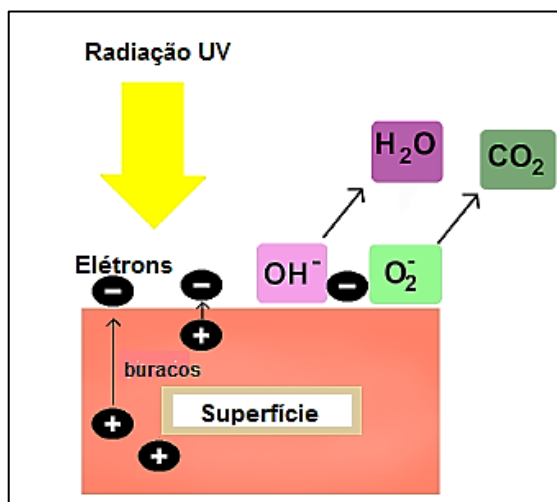 Radiação UV
H₂O
CO₂
Elétrons
− − OH⁻ − O₂⁻
+
buracos
Superfície
+
+